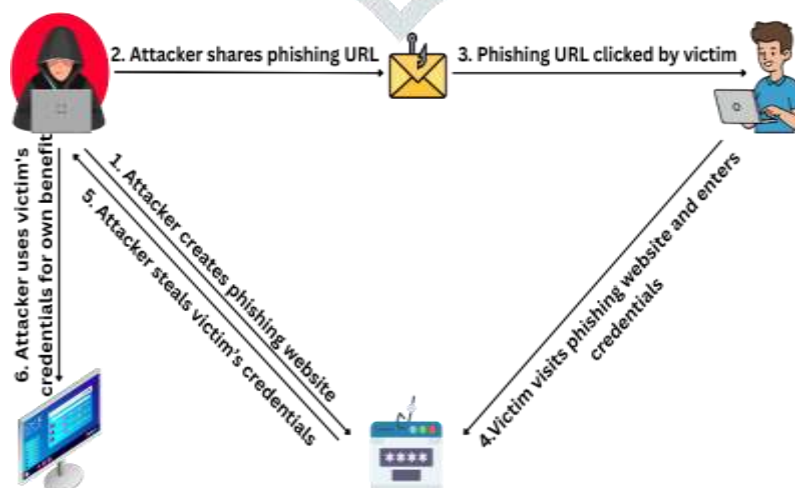 2. Attacker shares phishing URL
3. Phishing URL clicked by victim
1. Attacker creates phishing website
5. Attacker steals victim's credentials
4.Victim visits phishing website and enters
credentials
6. Attacker uses victim's
credentials for own benefit
****